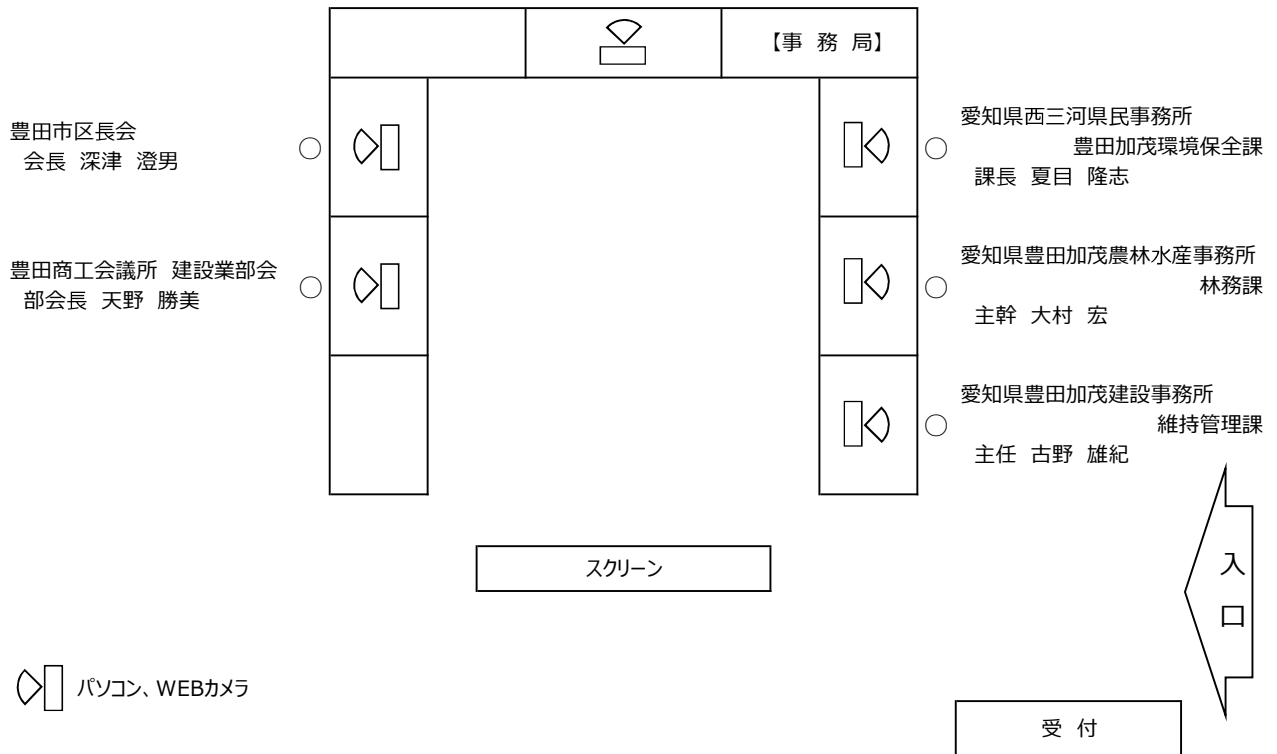 【事 務 局】
豊田市区長会
会長 深津 澄男
豊田商工会議所 建設業部会
部会長 天野 勝美
愛知県西三河県民事務所
豊田加茂環境保全課
課長 夏目 隆志
愛知県豊田加茂農林水産事務所
林務課
主幹 大村 宏
愛知県豊田加茂建設事務所
維持管理課
主任 古野 雄紀
スクリーン
入
口
パソコン、WEBカメラ
受 付